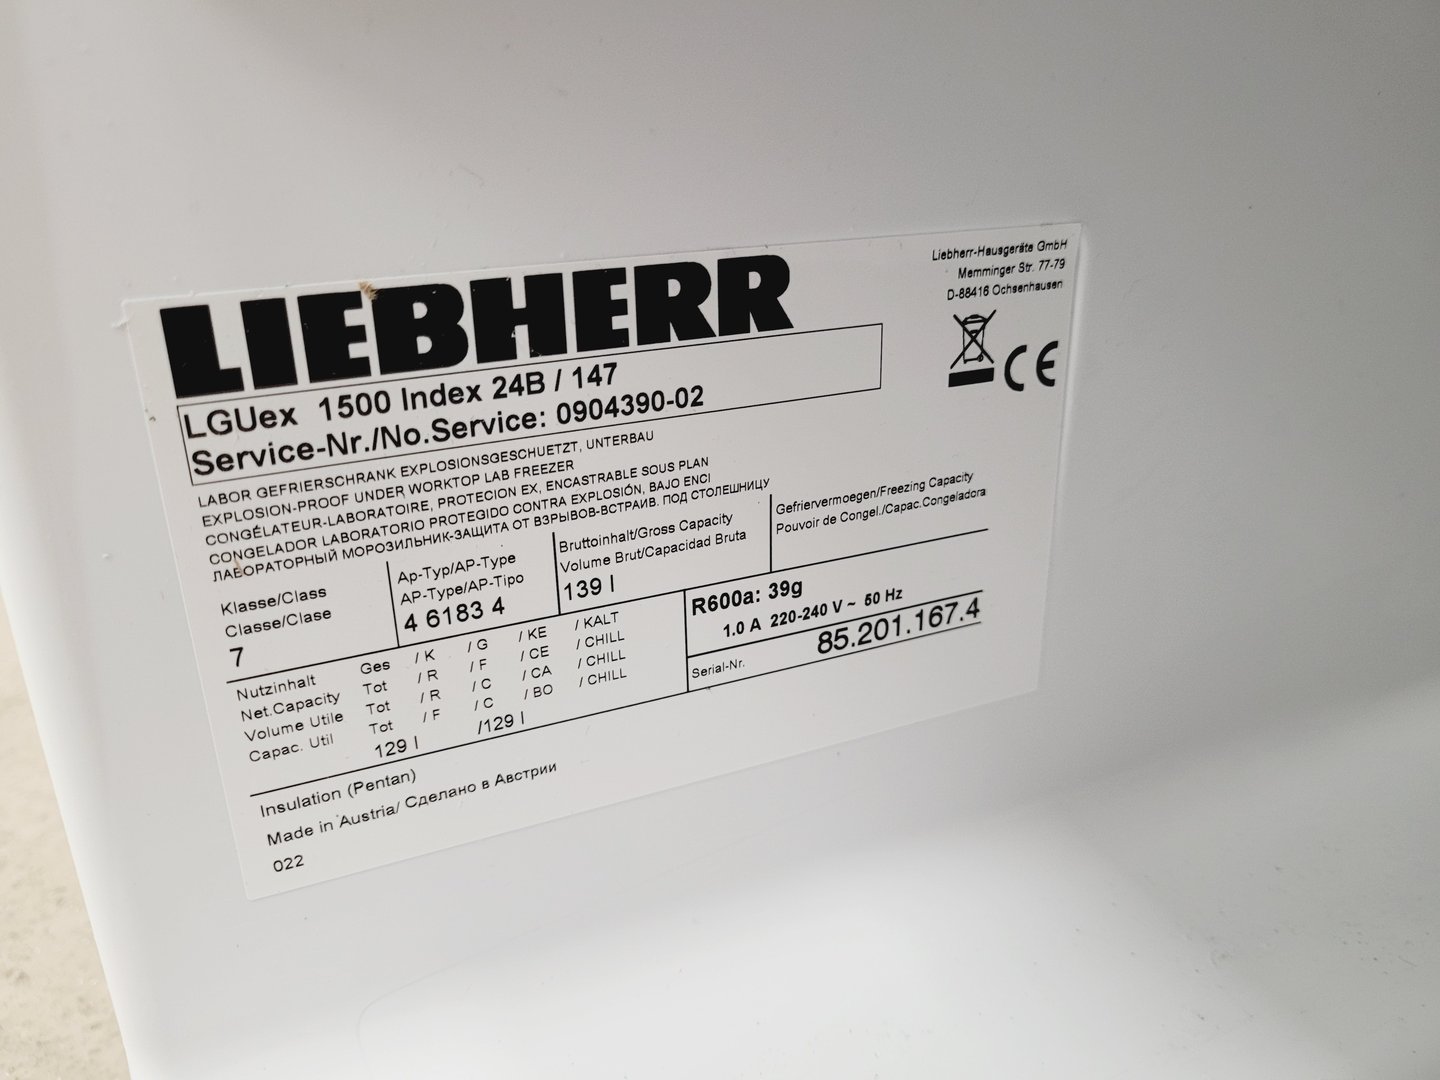 LIEBHERR
Liebherr-Hausgeräte GmbH
Memminger Str. 77-79
D-88416 Ochsenhausen
CE
LGUex 1500 Index 24B / 147
Service-Nr./No.Service: 0904390-02
LABOR GEFRIERSCHRANK EXPLOSIONSGESCHUETZT, UNTERBAU
EXPLOSION-PROOF UNDER WORKTOP LAB FREEZER
CONGÉLATEUR-LABORATOIRE, PROTECION EX, ENCASTRABLE SOUS PLAN
CONGELADOR LABORATORIO PROTEGIDO CONTRA EXPLOSIÓN, BAJO ENCI
ЛАБОРАТОРНЫЙ МОРОЗИЛЬНИК-ЗАЩИТА ОТ ВЗРЫВОВ-ВСТРАИВ. ПОД СТОЛЕШНИЦУ
Klasse/Class
Classe/Clase
7
Ap-Typ/AP-Type
AP-Type/AP-Tipo
4 6183 4
Bruttoinhalt/Gross Capacity
Volume Brut/Capacidad Bruta
139 l
Gefriervermoegen/Freezing Capacity
Pouvoir de Congel./Capac.Congeladora
Nutzinhalt Ges / K / G / KE / KALT
Net.Capacity Tot / R / F / CE / CHILL
Volume Utile Tot / R / C / CA / CHILL
Capac. Util Tot / F / C / BO / CHILL
129 l /129 l
R600a: 39g
1.0 A 220-240 V ~ 50 Hz
Serial-Nr. 85.201.167.4
Insulation (Pentan)
Made in Austria/ Сделано в Австрии
022